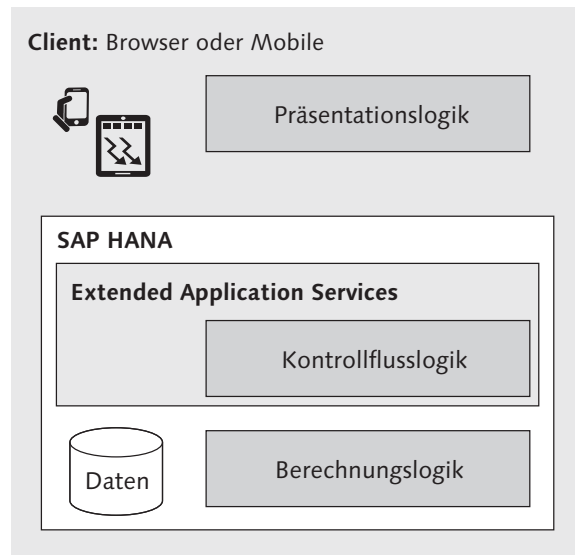 Client: Browser oder Mobile
Präsentationslogik
SAP HANA
Extended Application Services
Kontrollflusslogik
Daten
Berechnungslogik